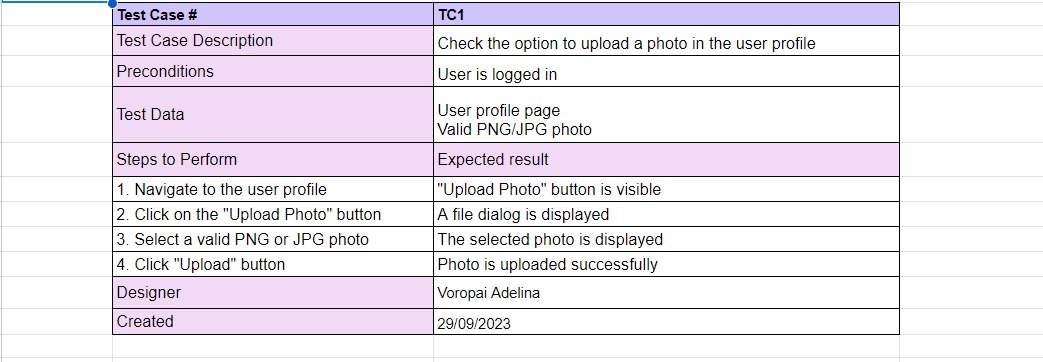 Test Case # TC1
Test Case Description Check the option to upload a photo in the user profile
Preconditions User is logged in
Test Data User profile page
Valid PNG/JPG photo
Steps to Perform Expected result
1. Navigate to the user profile "Upload Photo" button is visible
2. Click on the "Upload Photo" button A file dialog is displayed
3. Select a valid PNG or JPG photo The selected photo is displayed
4. Click "Upload" button Photo is uploaded successfully
Designer Voropai Adelina
Created 29/09/2023